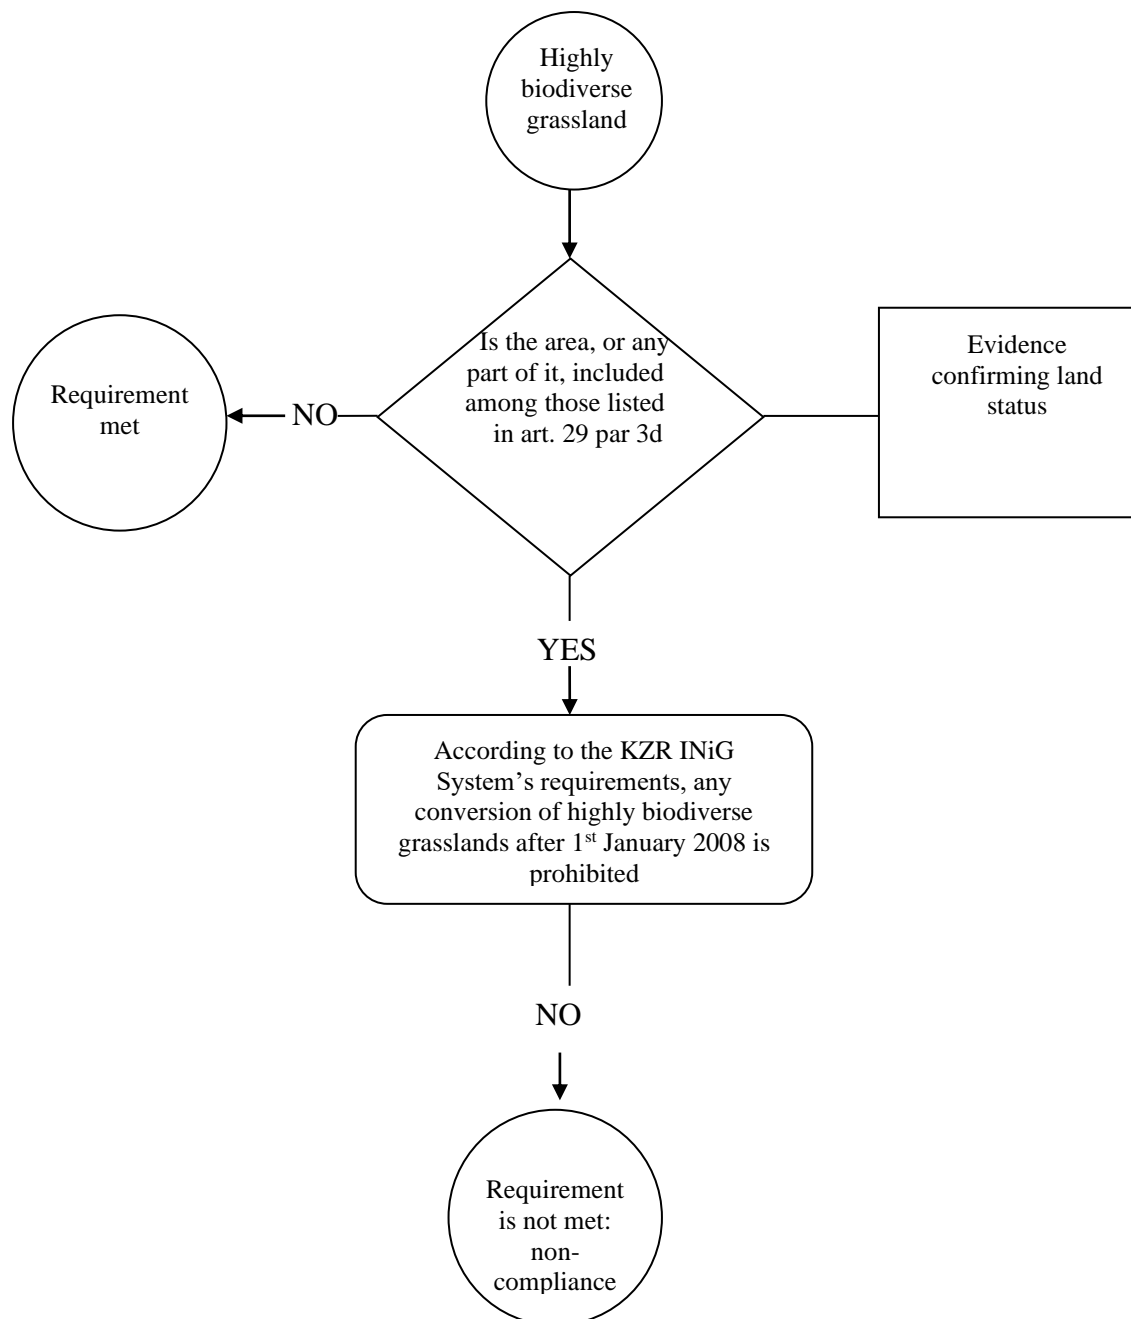 Highly
biodiverse
grassland
Is the area, or any
part of it, included
among those listed
in art. 29 par 3d
Evidence
confirming land
status
Requirement
met
NO
YES
According to the KZR INiG
System’s requirements, any
conversion of highly biodiverse
grasslands after 1st January 2008 is
prohibited
NO
Requirement
is not met:
non-
compliance